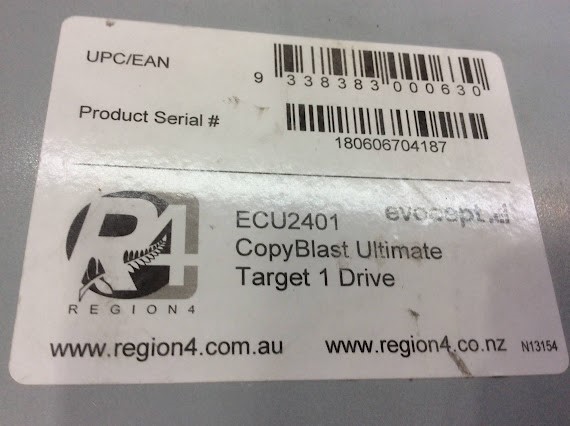 UPC/EAN
9 338383 000630
Product Serial #
180606704187
R4
REGION4
evocept.d
ECU2401
CopyBlast Ultimate
Target 1 Drive
www.region4.com.au www.region4.co.nz N13154